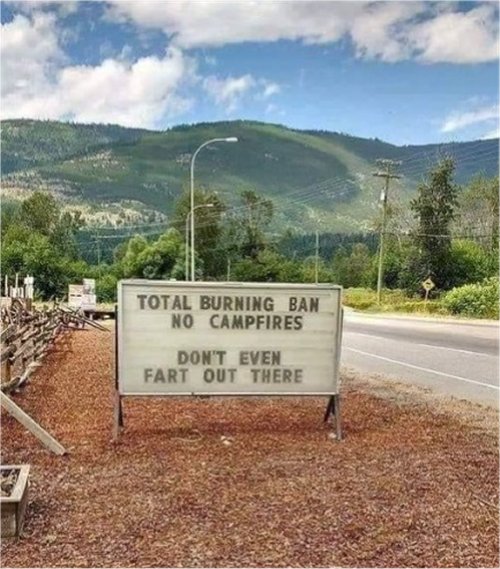 TOTAL BURNING BAN
NO CAMPFIRES
DON'T EVEN
FART OUT THERE